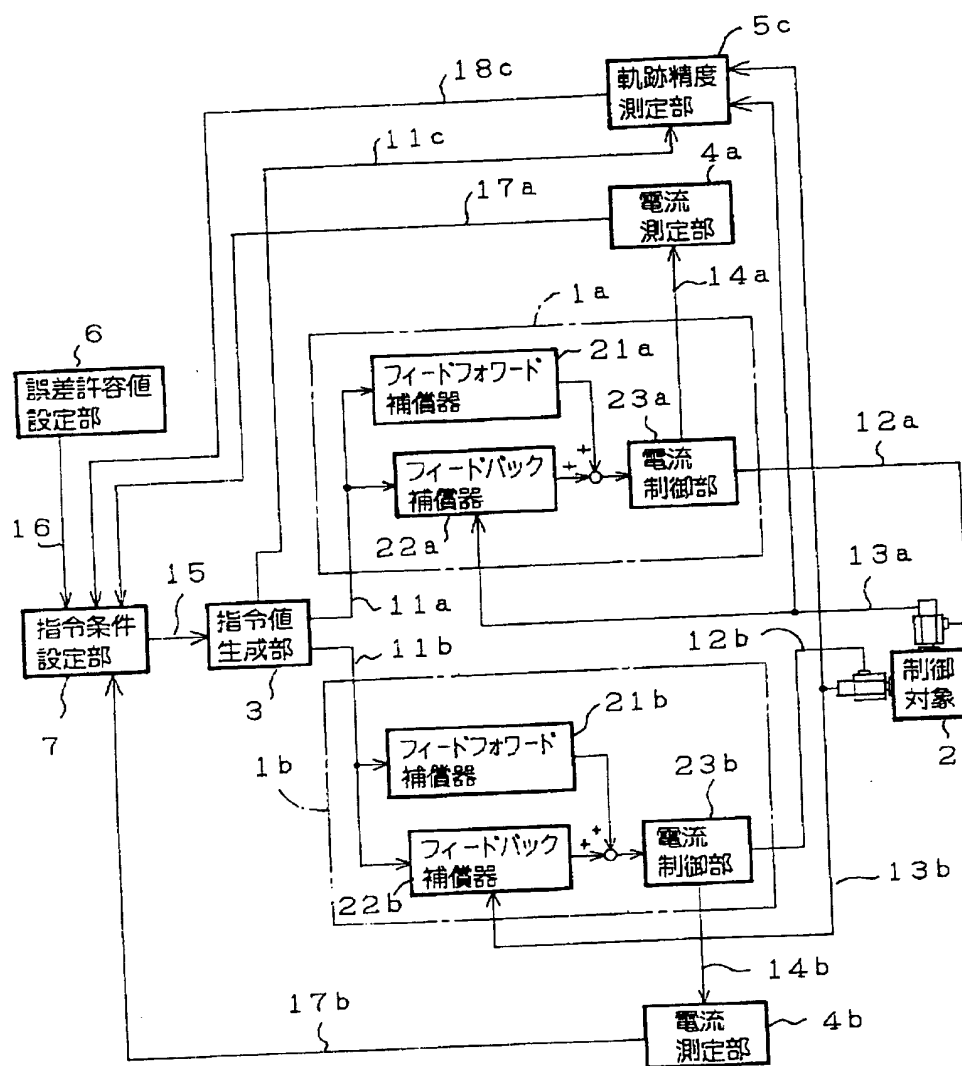 5c
18c
軌跡精度
測定部
11c
4a
17a
電流
測定部
14a
1a
6
21a
誤差許容値
設定部
フィードフォワード
補償器
23a
12a
フィードバック
補償器
+
+
電流
制御部
16
22a
15
13a
指令条件
設定部
指令値
生成部
11a
12b
11b
7
3
制御
対象
2
21b
1b
フィードフォワード
補償器
23b
+
+
フィードバック
補償器
電流
制御部
22b
13b
14b
17b
電流
測定部
4b